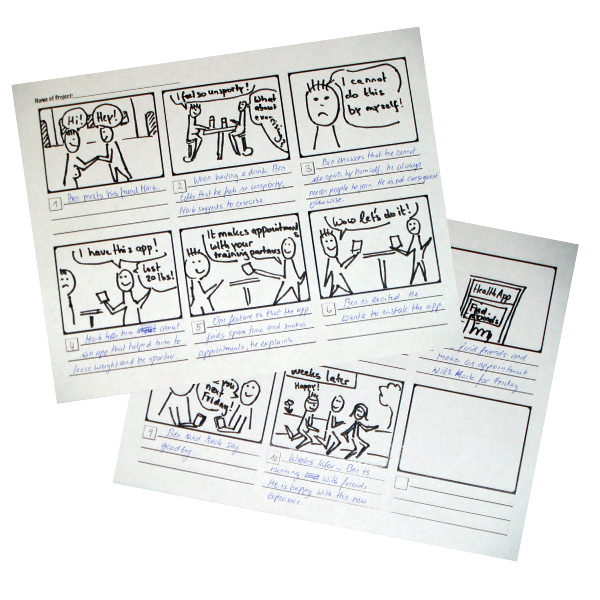 Name of Project:
Hi!
Hey!
1
Ben meets his friend Mark.
I feel so unsporty!
What
about
exercising?
2
When having a drink Ben
tells that he feels so unsporty.
Mark suggests to exercise
I cannot
do this
by myself!
3
Ben answers that he cannot
do sports by himself, he always
needs people to join. He is not
otherwise.
I have this app!
I lost
20 lbs!
4
Mark tells him about
an app that helped him to
loose weight and be sportier.
It makes appointments
with your
training partners
5
One feature is that the app
finds spare time and makes
appointments, he explains.
Wow let's do it!
6
Ben is excited. He
wants to install the app.
Health App
Find
friends
find friends and
makes an appointment
with Mark for Friday
you
next
Friday!
9
Ben and Mark say
goodbye.
Weeks later
Happy!
10
Weeks later - Ben is
running with friends
He is happy with this new
experience.